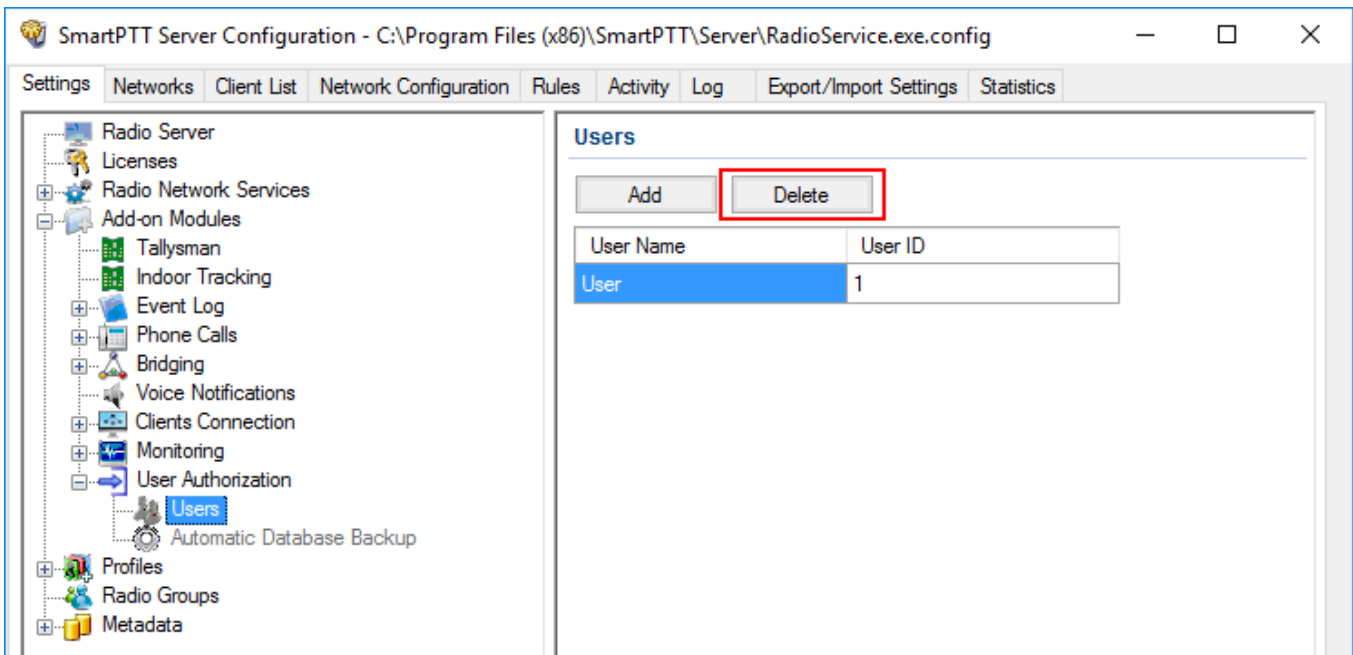 SmartPTT Server Configuration - C:\Program Files (x86)\SmartPTT\Server\RadioService.exe.config
Settings Networks Client List Network Configuration Rules Activity Log Export/Import Settings Statistics
Radio Server
Licenses
Radio Network Services
Add-on Modules
Tallysman
Indoor Tracking
Event Log
Phone Calls
Bridging
Voice Notifications
Clients Connection
Monitoring
User Authorization
Users
Automatic Database Backup
Profiles
Radio Groups
Metadata
Users
Add Delete
User Name User ID
User 1